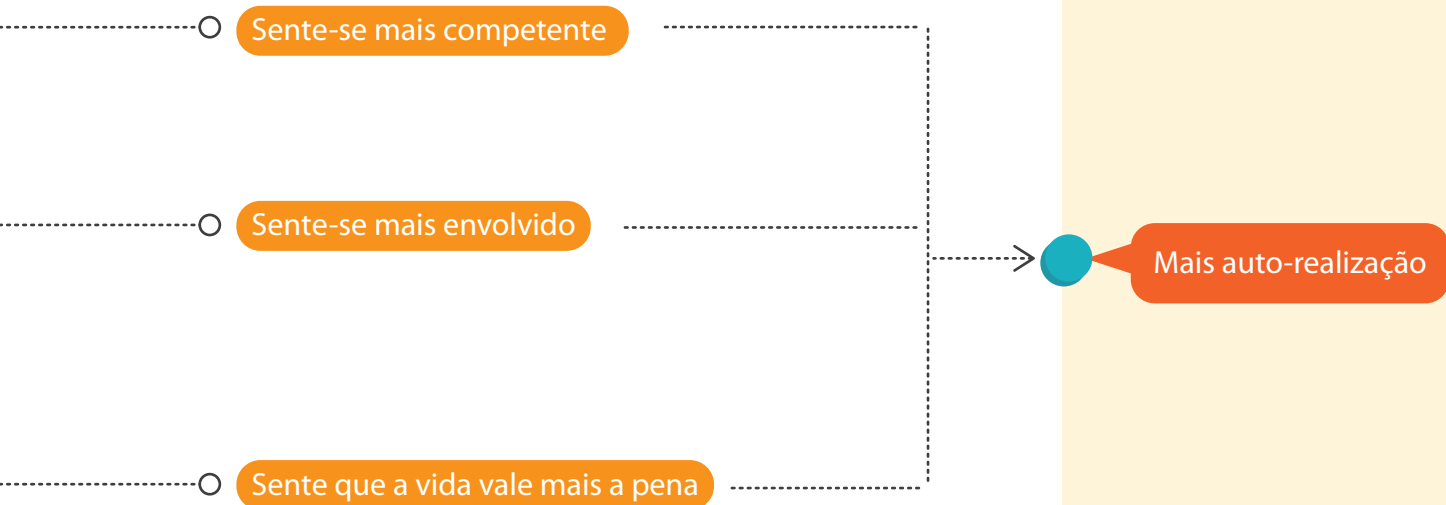 Sente-se mais competente
Sente-se mais envolvido
Mais auto-realização
Sente que a vida vale mais a pena